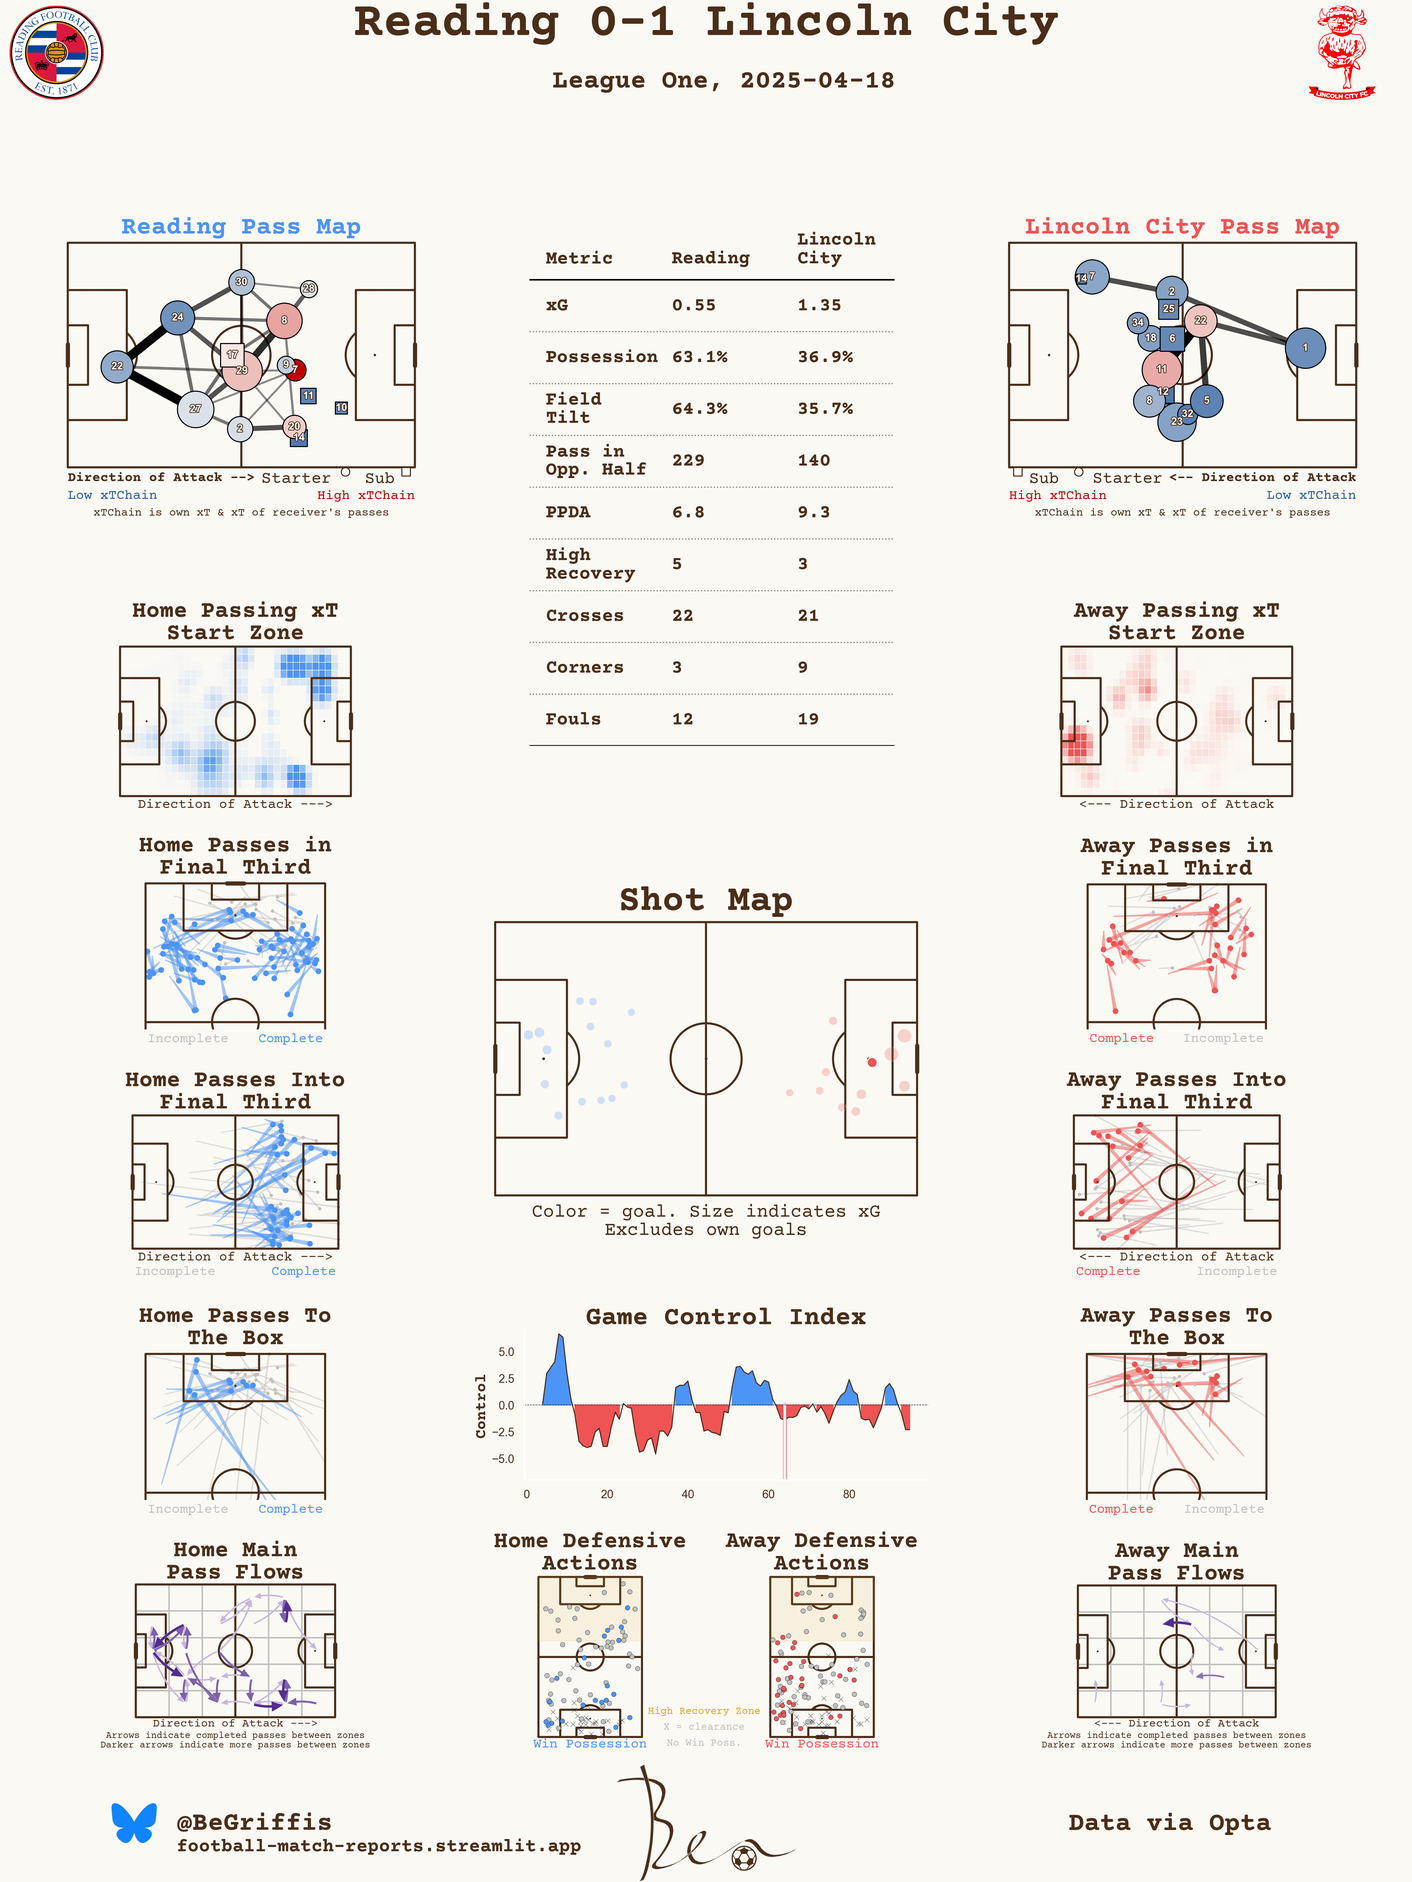 Reading 0-1 Lincoln City
League One, 2025-04-18
READING FOOTBALL CLUB
EST. 1871
LINCOLN CITY FC
Reading Pass Map
30
28
24
8
17
22
9
7
29
11
10
27
2
20
14
Direction of Attack --> Starter Sub
Low xTChain High xTChain
xTChain is own xT & xT of receiver's passes
Metric Reading Lincoln City
xG 0.55 1.35
Possession 63.1% 36.9%
Field Tilt 64.3% 35.7%
Pass in Opp. Half 229 140
PPDA 6.8 9.3
High Recovery 5 3
Crosses 22 21
Corners 3 9
Fouls 12 19
Lincoln City Pass Map
14
7
2
25
34
22
18
6
1
11
12
8
5
32
23
Sub Starter <-- Direction of Attack
High xTChain Low xTChain
xTChain is own xT & xT of receiver's passes
Home Passing xT
Start Zone
Direction of Attack --->
Away Passing xT
Start Zone
<--- Direction of Attack
Home Passes in
Final Third
Incomplete Complete
Away Passes in
Final Third
Complete Incomplete
Shot Map
Color = goal. Size indicates xG
Excludes own goals
Home Passes Into
Final Third
Direction of Attack --->
Incomplete Complete
Away Passes Into
Final Third
<--- Direction of Attack
Complete Incomplete
Home Passes To
The Box
Incomplete Complete
Game Control Index
Control
5.0
2.5
0.0
−2.5
−5.0
0 20 40 60 80
Away Passes To
The Box
Complete Incomplete
Home Main
Pass Flows
Direction of Attack --->
Arrows indicate completed passes between zones
Darker arrows indicate more passes between zones
Home Defensive
Actions
Win Possession
High Recovery Zone
X = clearance
No Win Poss.
Away Defensive
Actions
Win Possession
Away Main
Pass Flows
<--- Direction of Attack
Arrows indicate completed passes between zones
Darker arrows indicate more passes between zones
@BeGriffis
football-match-reports.streamlit.app
Ben
Data via Opta